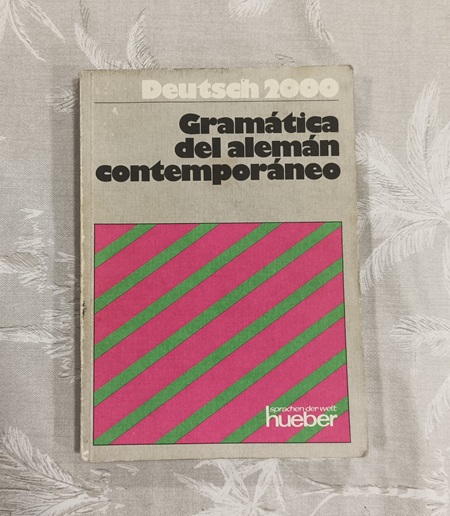 Deutsch 2000
Gramática
del alemán
contemporáneo
sprachen der welt
hueber